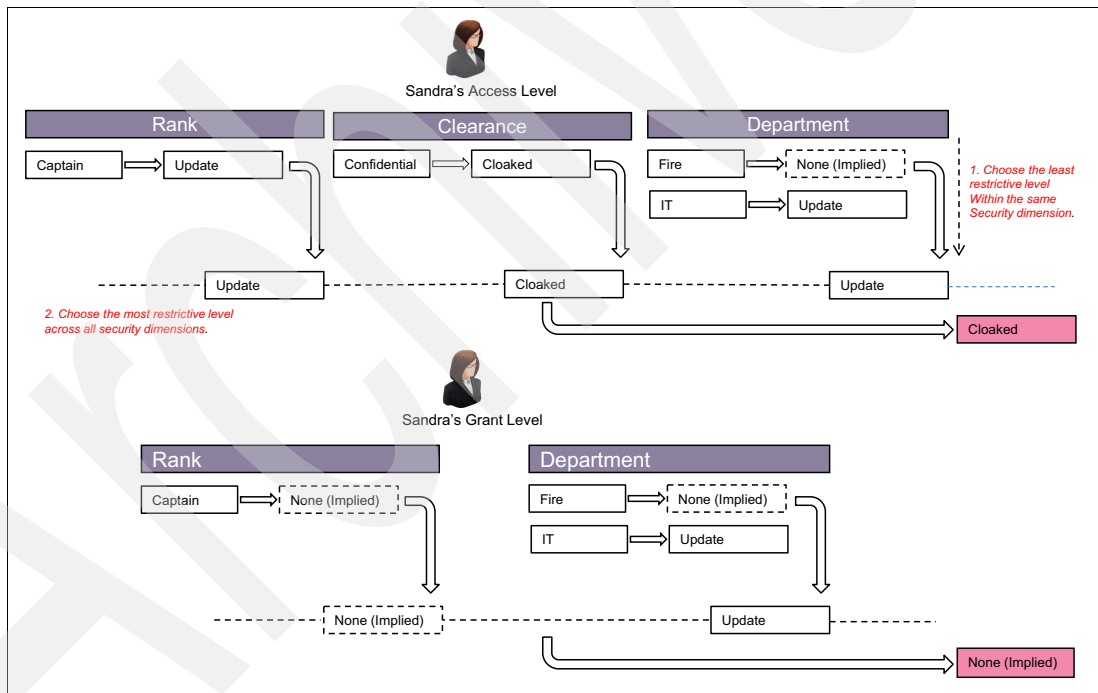 Sandra's Access Level
Rank
Clearance
Department
Captain
Update
Confidential
Cloaked
Fire
None (Implied)
IT
Update
1. Choose the least
restrictive level
Within the same
Security dimension.
Update
Cloaked
Update
2. Choose the most restrictive level
across all security dimensions.
Cloaked
Sandra's Grant Level
Rank
Department
Captain
None (Implied)
Fire
None (Implied)
IT
Update
None (Implied)
Update
None (Implied)